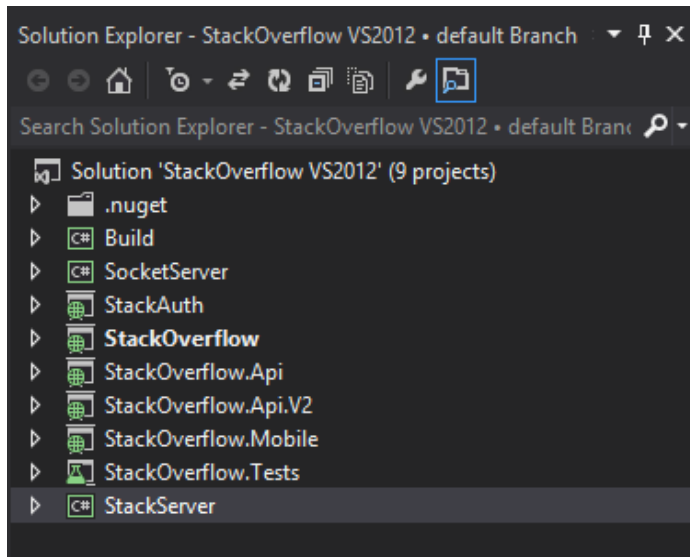 Solution Explorer - StackOverflow VS2012 • default Branch
Search Solution Explorer - StackOverflow VS2012 • default Branc
Solution 'StackOverflow VS2012' (9 projects)
.nuget
C# Build
C# SocketServer
StackAuth
StackOverflow
StackOverflow.Api
StackOverflow.Api.V2
StackOverflow.Mobile
StackOverflow.Tests
C# StackServer